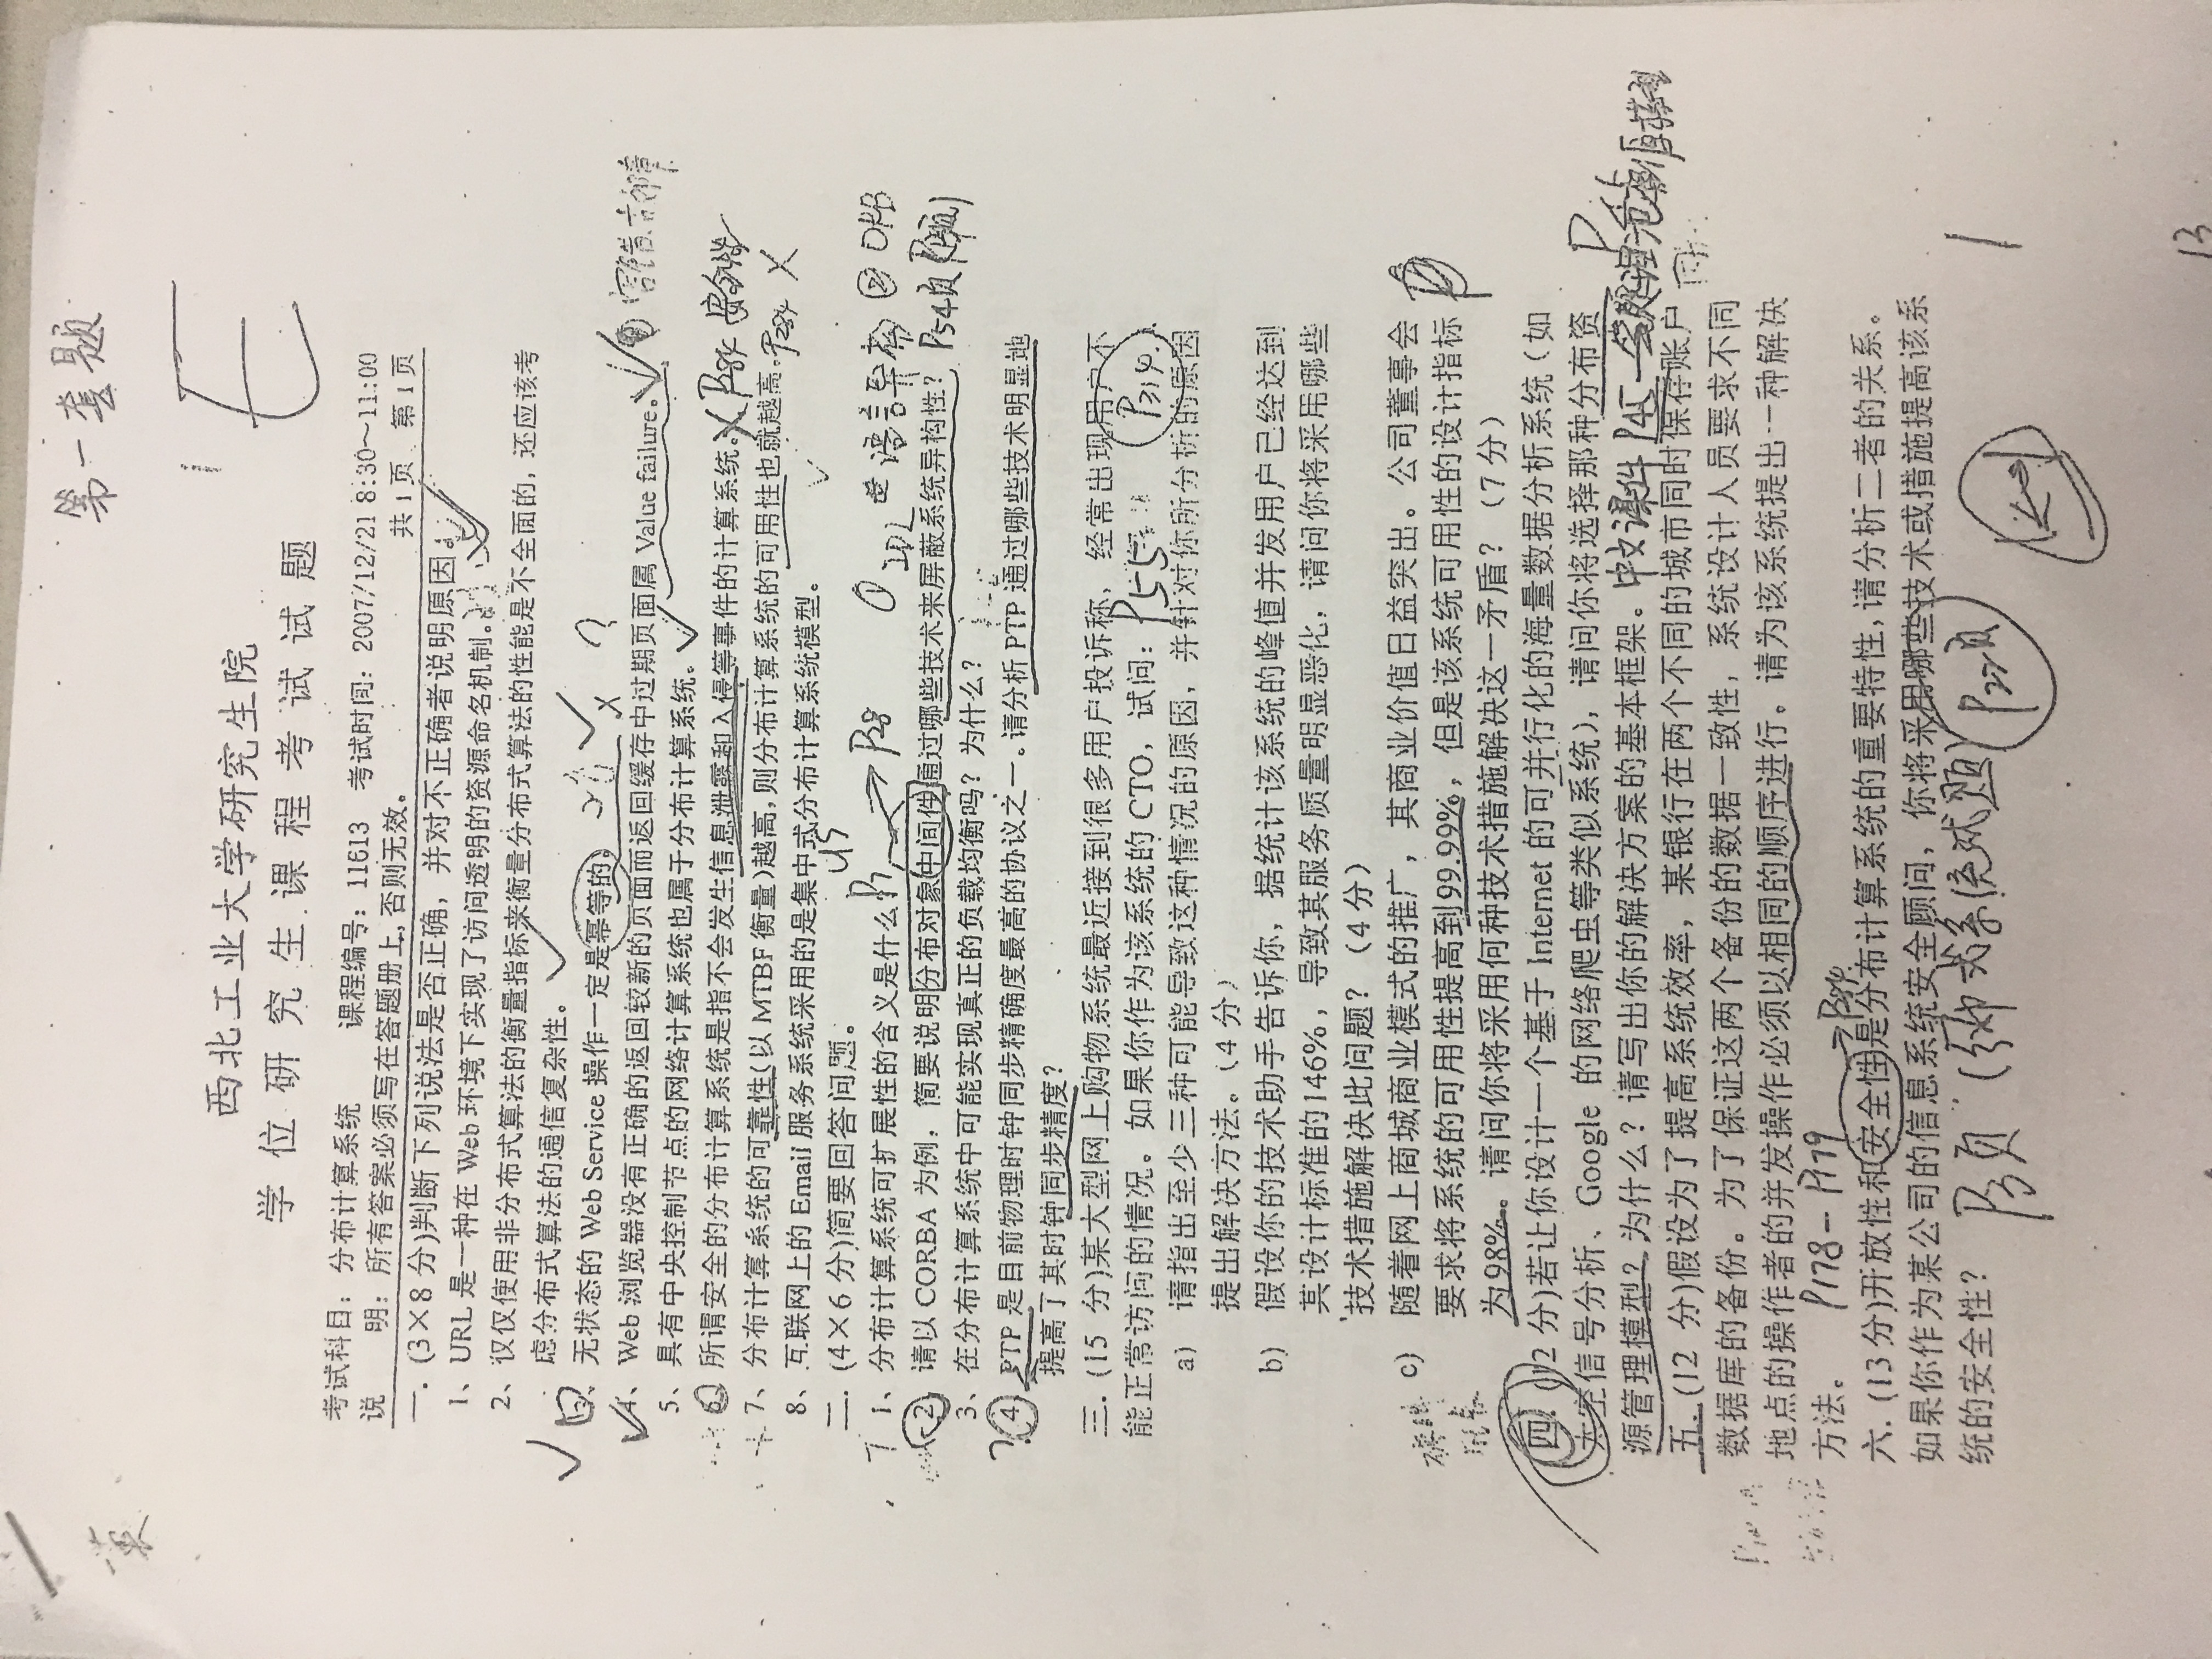 第一套题
黄
E
西北工业大学研究生院
学位研究生课程考试试题
考试科目：分布计算系统 课程编号：11613 考试时间：2007/12/21 8:30～11:00
说 明：所有答案必须写在答题册上，否则无效。 共1页 第1页
一. (3×8 分)判断下列说法是否正确，并对不正确者说明原因。
1、URL 是一种在 Web 环境下实现了访问透明的资源命名机制。
2、仅仅使用非分布式算法的衡量指标来衡量分布式算法的性能是不全面的，还应该考
虑分布式算法的通信复杂性。
3、无状态的 Web Service 操作一定是幂等的。 × ?
4、Web 浏览器没有正确的返回较新的页面而返回缓存中过期页面属 Value failure。
5、具有中央控制节点的网络计算系统也属于分布计算系统。
6、所谓安全的分布计算系统是指不会发生信息泄露和入侵等事件的计算系统。 × P284 安全性
7、分布计算系统的可靠性(以 MTBF 衡量)越高,则分布计算系统的可用性也就越高。 P284 ×
8、互联网上的 Email 服务系统采用的是集中式分布计算系统模型。
二. (4×6 分)简要回答问题。
1、分布计算系统可扩展性的含义是什么 P7 → P28 ① IDL 语言异构 ② ORB
2、请以 CORBA 为例，简要说明分布对象中间件通过哪些技术来屏蔽系统异构性? P54页
3、在分布计算系统中可能实现真正的负载均衡吗？为什么？
? 4、PTP 是目前物理时钟同步精确度最高的协议之一。请分析 PTP 通过哪些技术明显地
提高了其时钟同步精度?
三. (15 分)某大型网上购物系统最近接到很多用户投诉称，经常出现用户不
能正常访问的情况。如果你作为该系统的 CTO，试问： P55 P314
a) 请指出至少三种可能导致这种情况的原因，并针对你所分析的原因
提出解决方法。（4 分）
b) 假设你的技术助手告诉你，据统计该系统的峰值并发用户已经达到
其设计标准的146%，导致其服务质量明显恶化，请问你将采用哪些
技术措施解决此问题？（4 分）
c) 随着网上商城商业模式的推广，其商业价值日益突出。公司董事会
要求将系统的可用性提高到99.99%，但是该系统可用性的设计指标
为98%。请问你将采用何种技术措施解决这一矛盾？（7 分）
四. (12 分)若让你设计一个基于 Internet 的可并行化的海量数据分析系统（如
太空信号分析、Google 的网络爬虫等类似系统），请问你将选择那种分布资
源管理模型？为什么？请写出你的解决方案的基本框架。 中文课件 P45
五. (12 分)假设为了提高系统效率，某银行在两个不同的城市同时保存账户
数据库的备份。为了保证这两个备份的数据一致性，系统设计人员要求不同
地点的操作者的并发操作必须以相同的顺序进行。请为该系统提出一种解决
方法。 P178-P179
P284
六. (13分)开放性和安全性是分布计算系统的重要特性,请分析二者的关系。
如果你作为某公司的信息系统安全顾问，你将采用哪些技术或措施提高该系
统的安全性？ P3页 (分布式系统试题) P22页
13